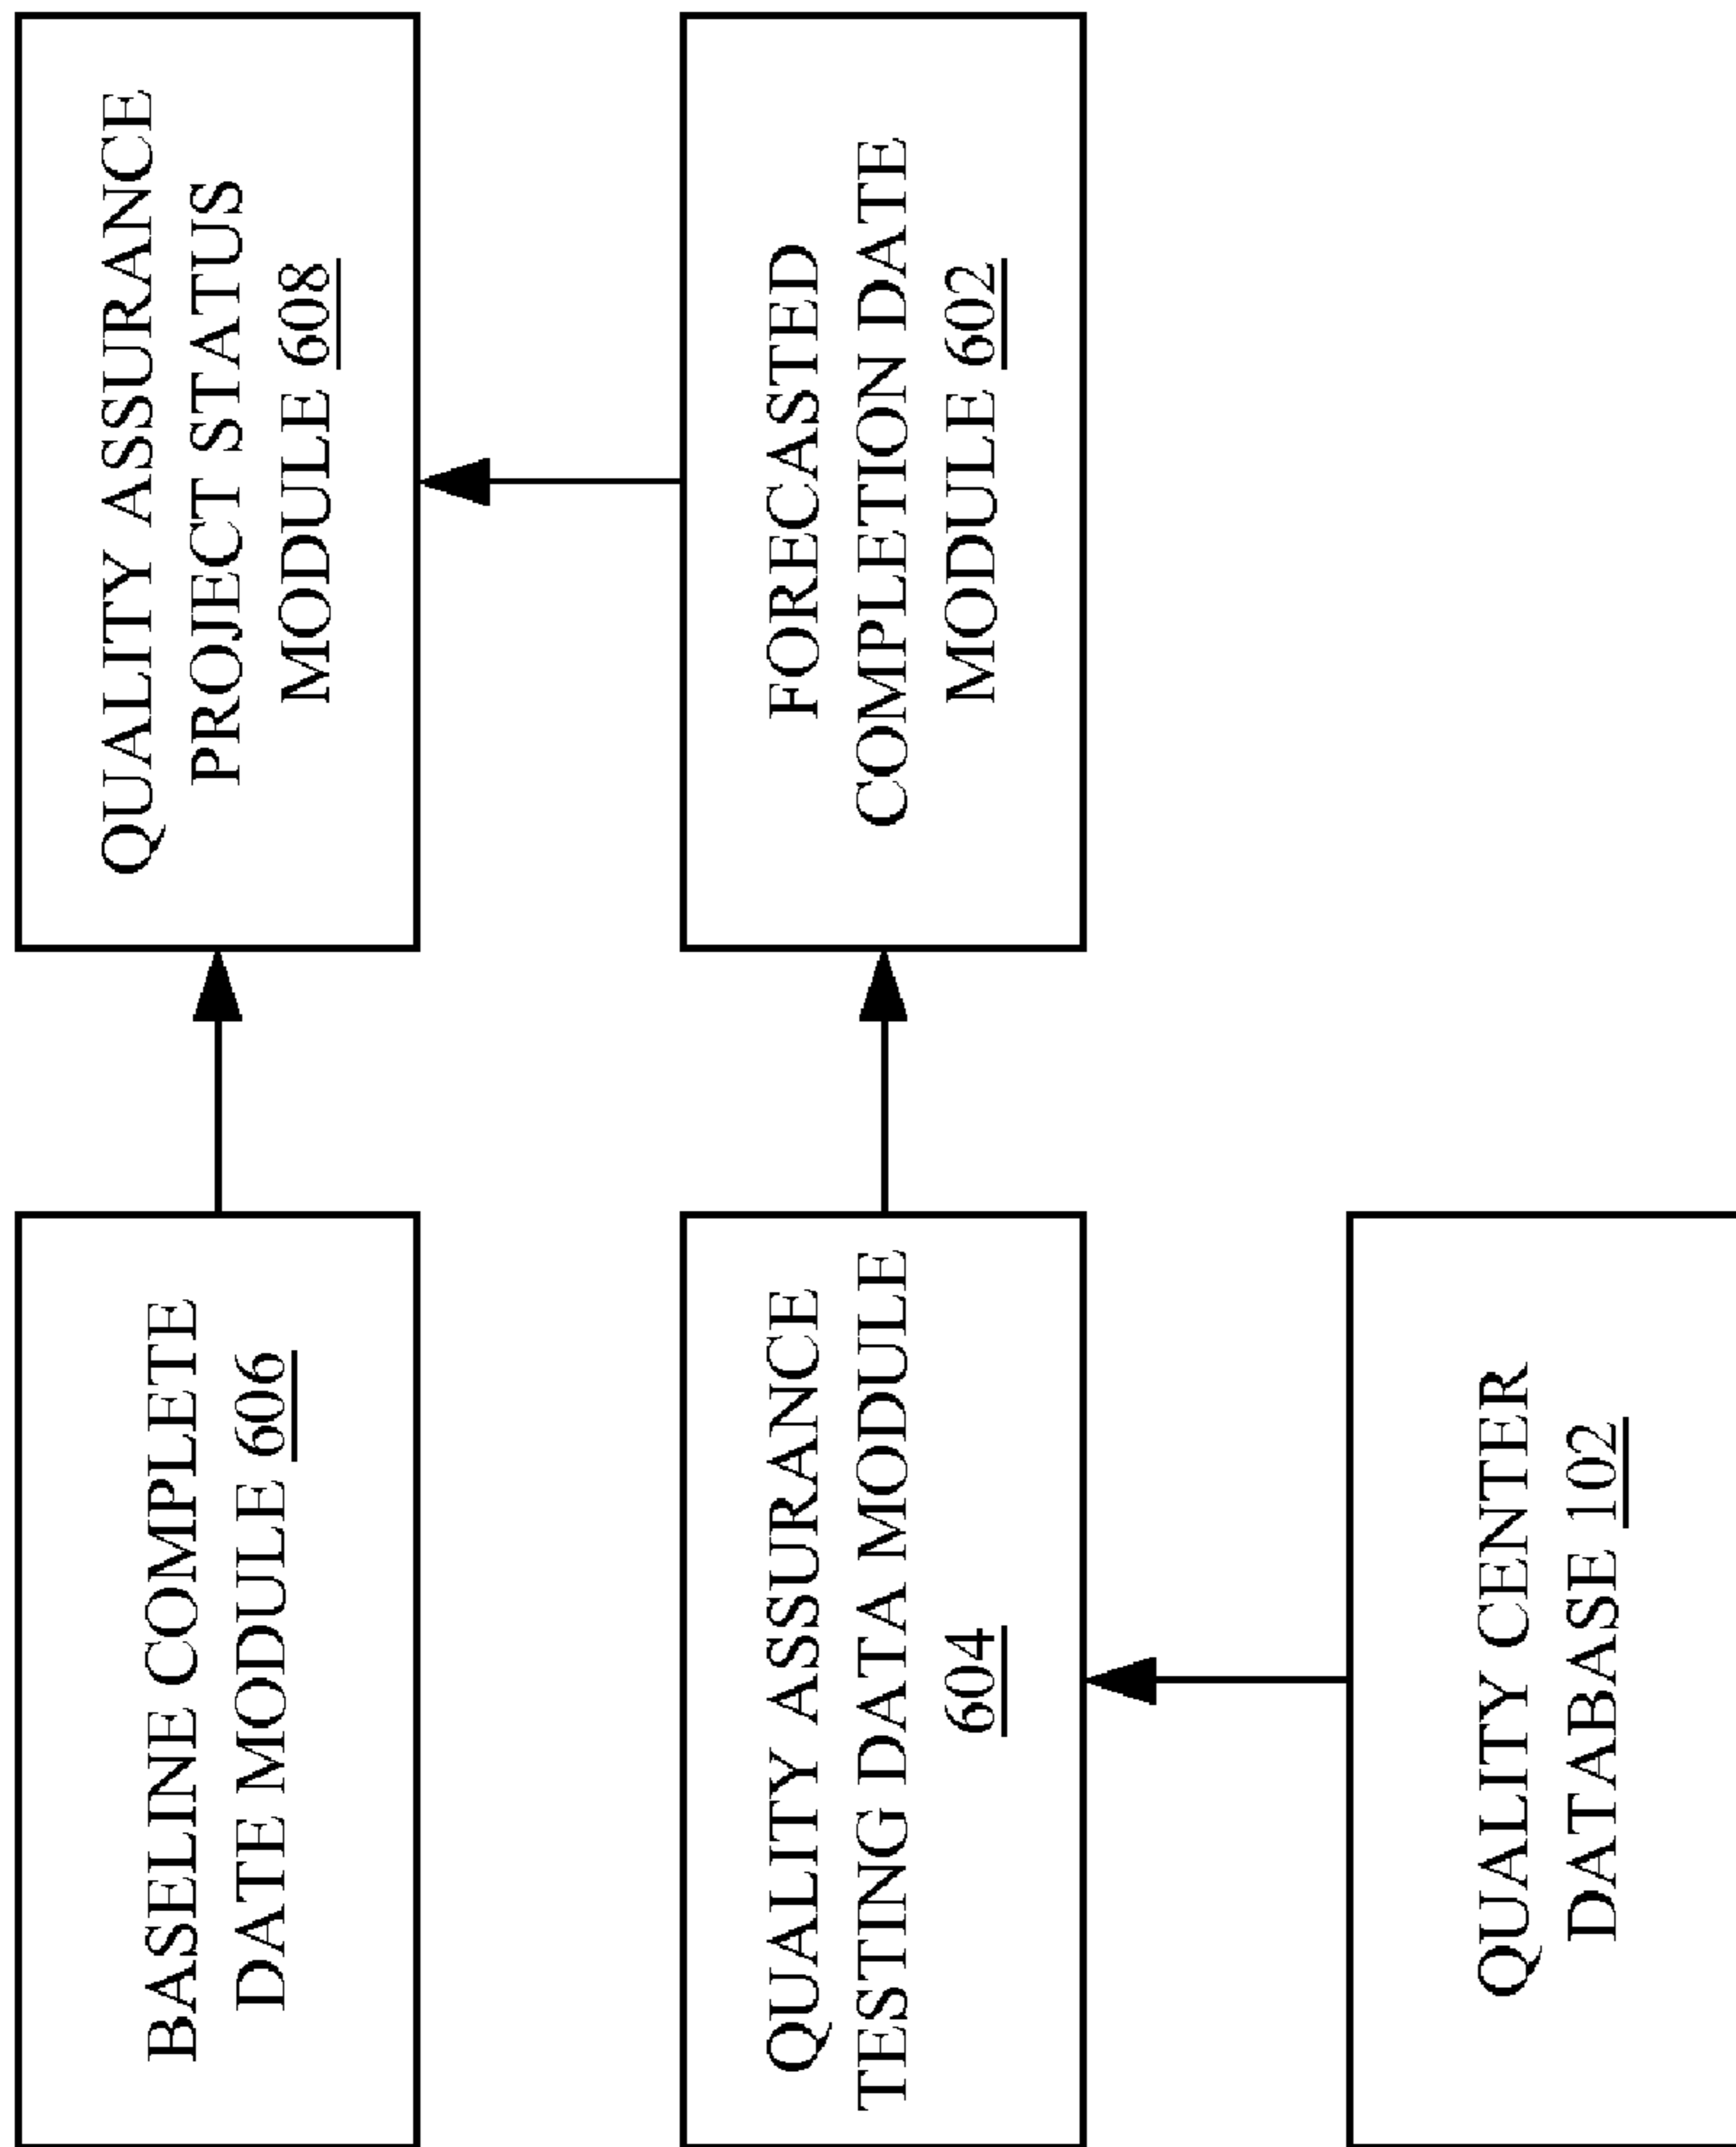 BASELINE COMPLETE
DATE MODULE 606
QUALITY ASSURANCE
PROJECT STATUS
MODULE 608
QUALITY ASSURANCE
TESTING DATA MODULE
604
FORECASTED
COMPLETION DATE
MODULE 602
QUALITY CENTER
DATABASE 102